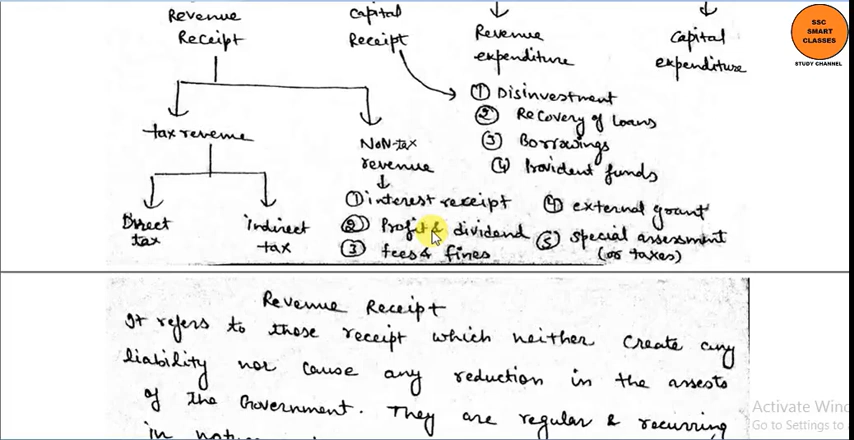 Revenue
Receipt
Capital
Receipt
Revenue
expenditure
Capital
expenditure
SSC
SMART
CLASSES
STUDY CHANNEL
① Disinvestment
② Recovery of Loans
③ Borrowings
④ Provident funds
tax revenue
NON-tax
revenue
Direct
tax
indirect
tax
① interest receipt
② Profit & dividend
③ fees & fines
④ external grant
⑤ special assessment
(or taxes)
Revenue Receipt
It refers to those receipt which neither create any
liability nor cause any reduction in the assests
of the Government. They are regular & recurring
Activate Wind
Go to Settings to